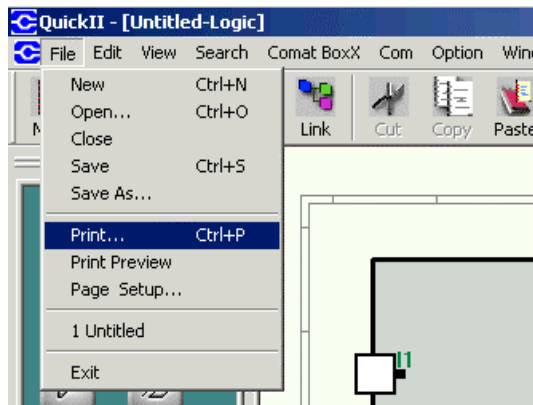 QuickII - [Untitled-Logic]
File Edit View Search Comat BoxX Com Option
New Ctrl+N
Open... Ctrl+O
Close
Save Ctrl+S
Save As...
Print... Ctrl+P
Print Preview
Page Setup...
1 Untitled
Exit
Link Cut Copy Paste
I1